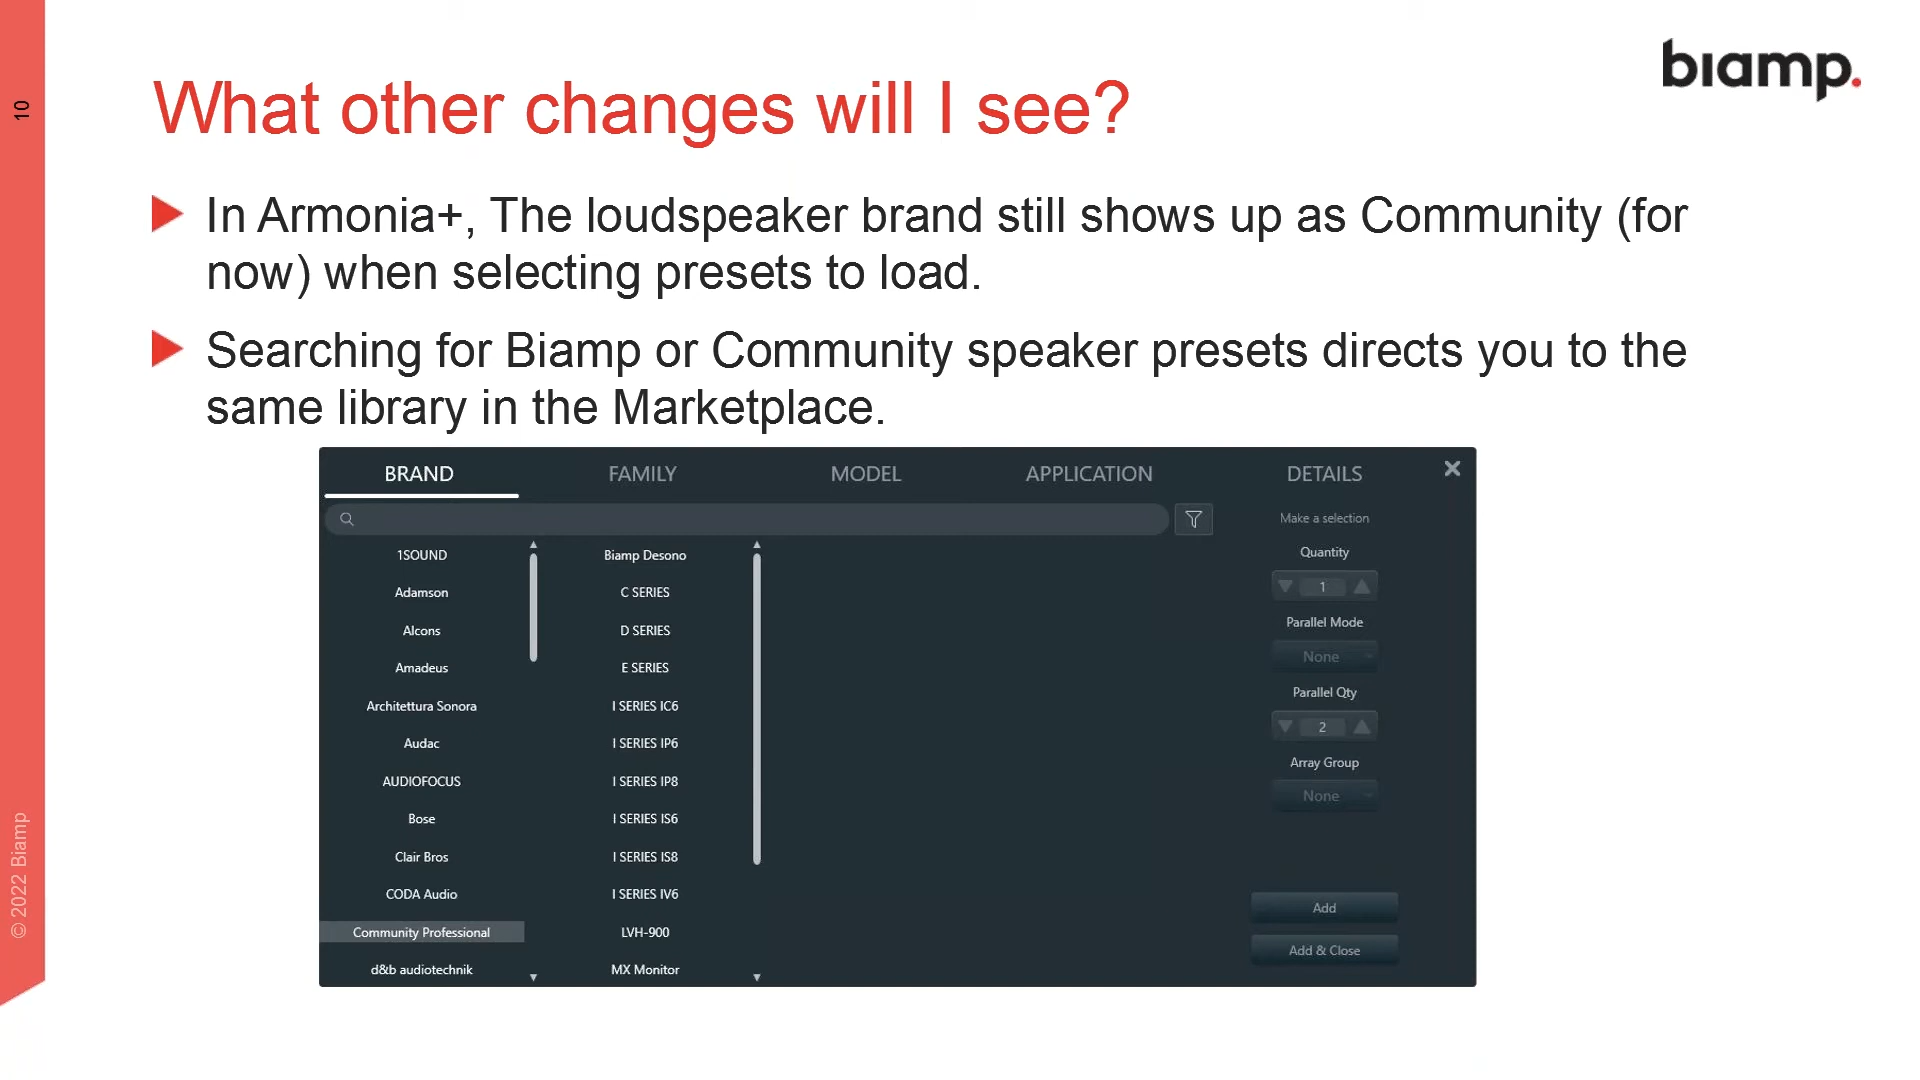 10
biamp.
What other changes will I see?
In Armonia+, The loudspeaker brand still shows up as Community (for
now) when selecting presets to load.
Searching for Biamp or Community speaker presets directs you to the
same library in the Marketplace.
BRAND FAMILY MODEL APPLICATION DETAILS
Make a selection
1SOUND
Adamson
Alcons
Amadeus
Architettura Sonora
Audac
AUDIOFOCUS
Bose
Clair Bros
CODA Audio
Community Professional
d&b audiotechnik
Biamp Desono
C SERIES
D SERIES
E SERIES
I SERIES IC6
I SERIES IP6
I SERIES IP8
I SERIES IS6
I SERIES IS8
I SERIES IV6
LVH-900
MX Monitor
Quantity
1
Parallel Mode
None
Parallel Qty
2
Array Group
None
Add
Add & Close
© 2022 Biamp